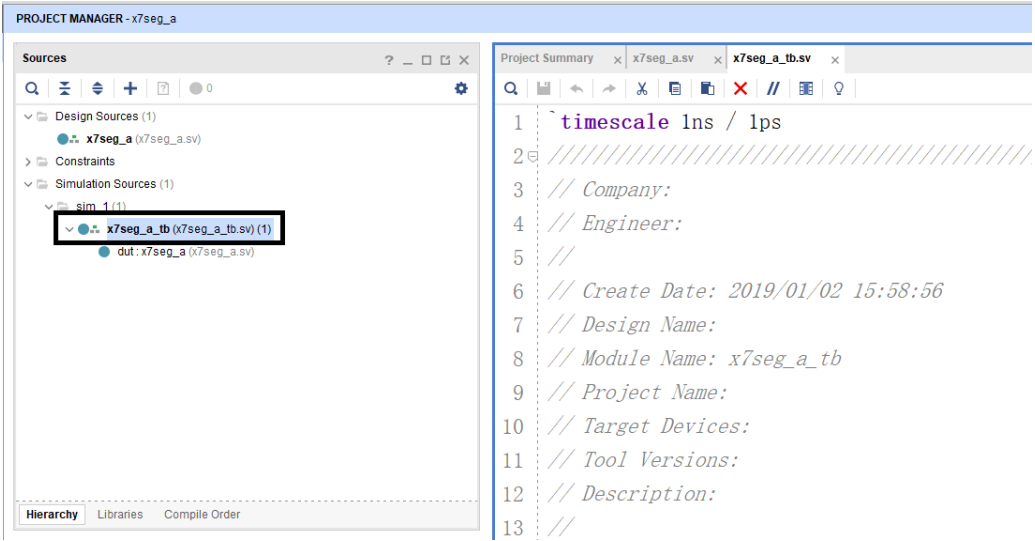 PROJECT MANAGER - x7seg_a
Sources
? _
0
Design Sources (1)
x7seg_a (x7seg_a.sv)
Constraints
Simulation Sources (1)
sim_1 (1)
x7seg_a_tb (x7seg_a_tb.sv) (1)
dut : x7seg_a (x7seg_a.sv)
Hierarchy Libraries Compile Order
Project Summary x x7seg_a.sv x x7seg_a_tb.sv x
1 `timescale 1ns / 1ps
2 //////////////////////////////////////////
3 // Company:
4 // Engineer:
5 //
6 // Create Date: 2019/01/02 15:58:56
7 // Design Name:
8 // Module Name: x7seg_a_tb
9 // Project Name:
10 // Target Devices:
11 // Tool Versions:
12 // Description:
13 //